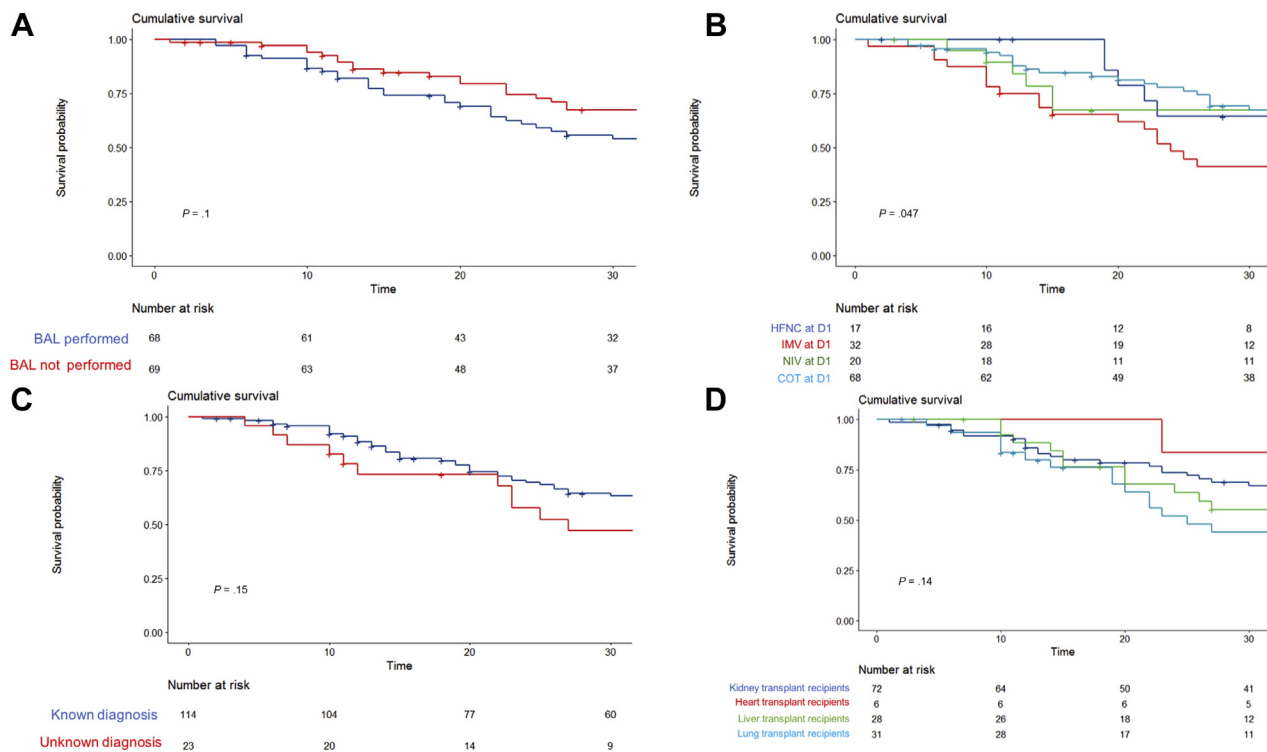 A
Cumulative survival
1.00
0.75
0.50
0.25
0.00
Survival probability
P = .1
0 10 20 30
Time
Number at risk
BAL performed 68 61 43 32
BAL not performed 69 63 48 37
B
Cumulative survival
1.00
0.75
0.50
0.25
0.00
Survival probability
P = .047
0 10 20 30
Time
Number at risk
HFNC at D1 17 16 12 8
IMV at D1 32 28 19 12
NIV at D1 20 18 11 11
COT at D1 68 62 49 38
C
Cumulative survival
1.00
0.75
0.50
0.25
0.00
Survival probability
P = .15
0 10 20 30
Time
Number at risk
Known diagnosis 114 104 77 60
Unknown diagnosis 23 20 14 9
D
Cumulative survival
1.00
0.75
0.50
0.25
0.00
Survival probability
P = .14
0 10 20 30
Time
Number at risk
Kidney transplant recipients 72 64 50 41
Heart transplant recipients 6 6 6 5
Liver transplant recipients 28 26 18 12
Lung transplant recipients 31 28 17 11